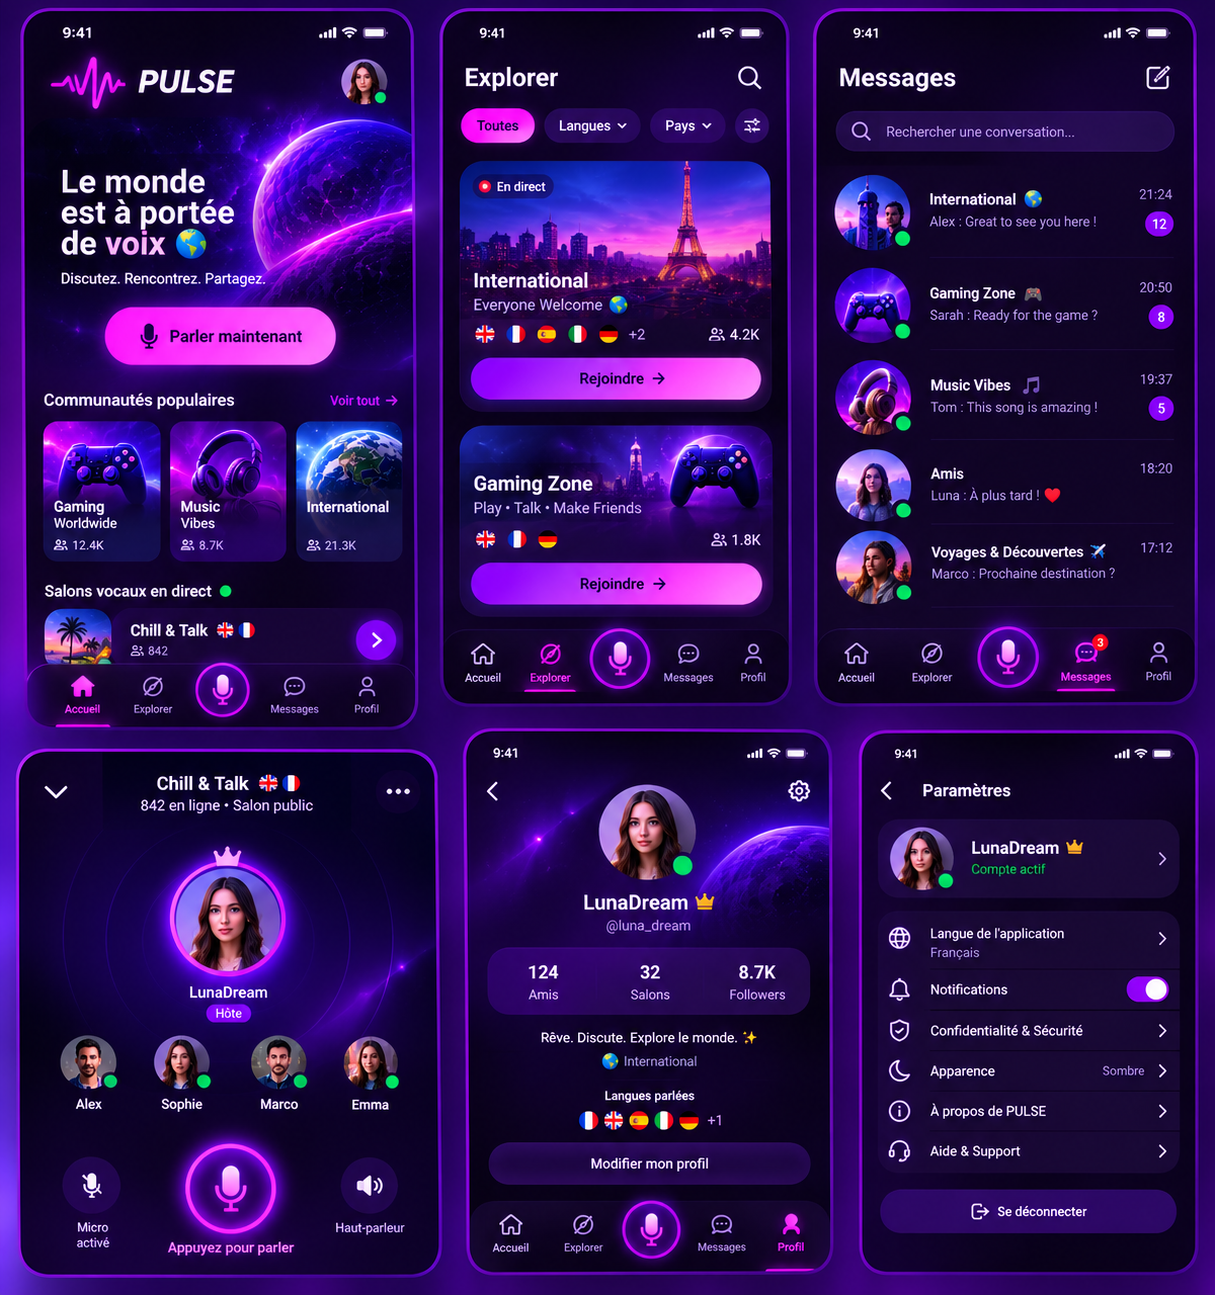 9:41
PULSE
Le monde
est à portée
de voix 🌎
Discutez. Rencontrez. Partagez.
Parler maintenant
Communautés populaires
Voir tout →
Gaming
Worldwide
12.4K
Music
Vibes
8.7K
International
21.3K
Salons vocaux en direct
Chill & Talk 🇬🇧 🇫🇷
842
Accueil
Explorer
Messages
Profil
9:41
Explorer
Toutes
Langues
Pays
En direct
International
Everyone Welcome 🌎
🇬🇧 🇫🇷 🇪🇸 🇮🇹 🇩🇪 +2
4.2K
Rejoindre →
Gaming Zone
Play • Talk • Make Friends
🇬🇧 🇫🇷 🇩🇪
1.8K
Rejoindre →
Accueil
Explorer
Messages
Profil
9:41
Messages
Rechercher une conversation...
International 🌎
21:24
Alex : Great to see you here !
12
Gaming Zone 🎮
20:50
Sarah : Ready for the game ?
8
Music Vibes 🎵
19:37
Tom : This song is amazing !
5
Amis
18:20
Luna : À plus tard ! ❤️
Voyages & Découvertes ✈️
17:12
Marco : Prochaine destination ?
Accueil
Explorer
3
Messages
Profil
Chill & Talk 🇬🇧 🇫🇷
842 en ligne • Salon public
LunaDream
Hôte
Alex
Sophie
Marco
Emma
Micro
activé
Appuyez pour parler
Haut-parleur
9:41
LunaDream 👑
@luna_dream
124
Amis
32
Salons
8.7K
Followers
Rêve. Discute. Explore le monde. ✨
🌎 International
Langues parlées
🇫🇷 🇬🇧 🇪🇸 🇮🇹 🇩🇪 +1
Modifier mon profil
Accueil
Explorer
Messages
Profil
9:41
Paramètres
LunaDream 👑
Compte actif
Langue de l'application
Français
Notifications
Confidentialité & Sécurité
Apparence
Sombre
À propos de PULSE
Aide & Support
Se déconnecter